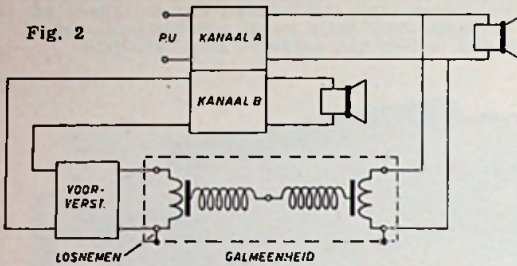 Fig. 2
P.U
KANAAL A
KANAAL B
VOOR-
VERST.
LOSNEMEN
GALMEENHEID